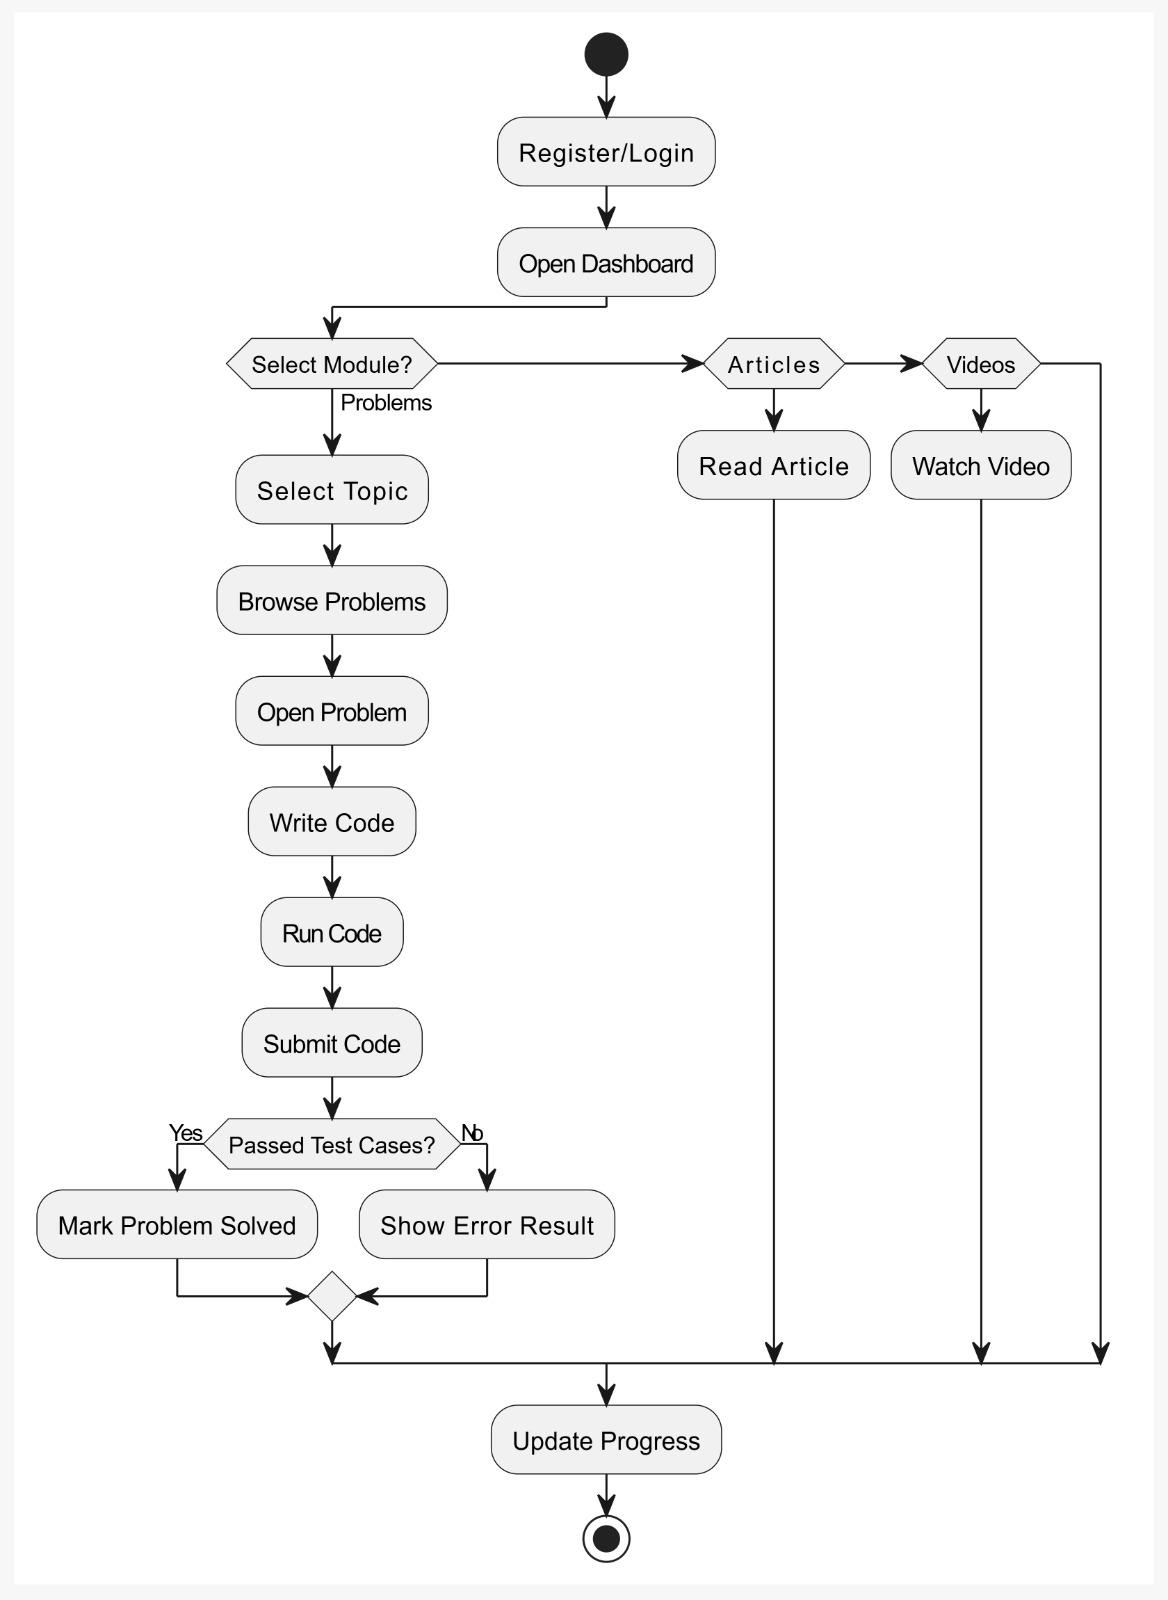 Register/Login
Open Dashboard
Select Module?
Articles
Videos
Problems
Read Article
Watch Video
Select Topic
Browse Problems
Open Problem
Write Code
Run Code
Submit Code
Yes
Passed Test Cases?
No
Mark Problem Solved
Show Error Result
Update Progress